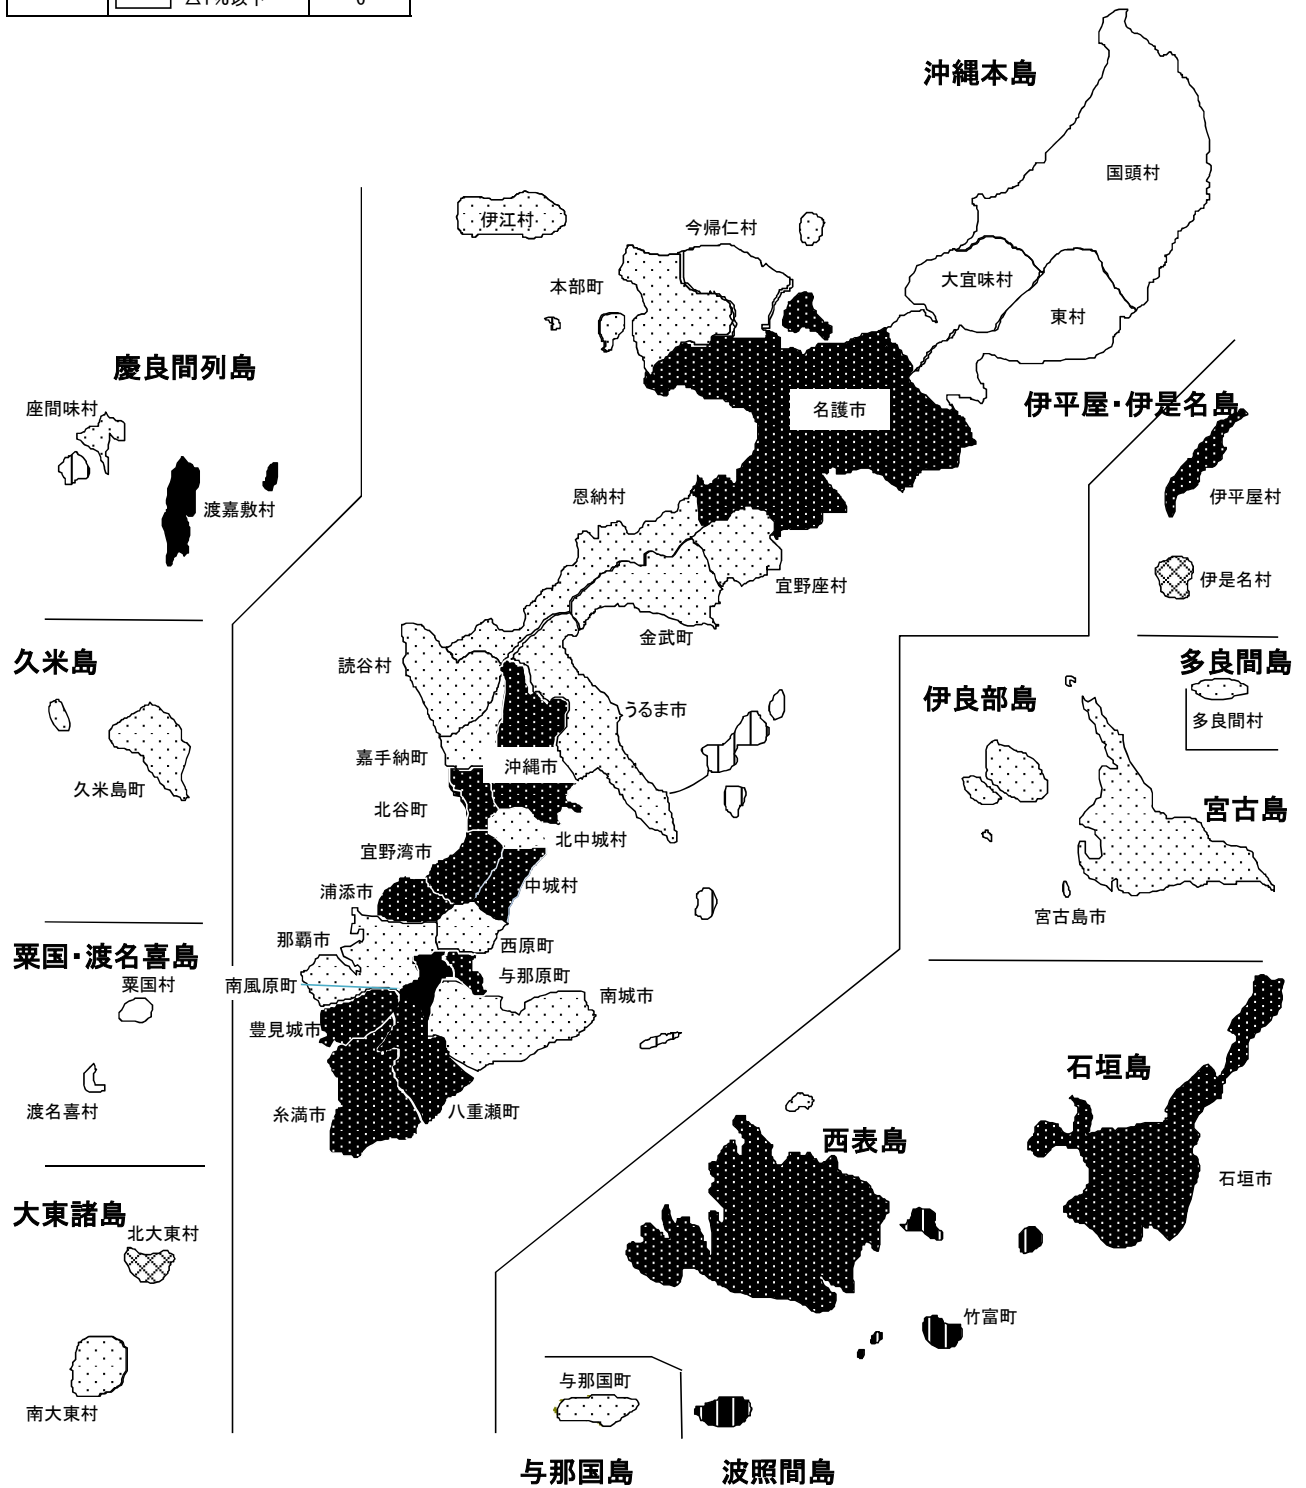 沖縄本島
国頭村
伊江村
今帰仁村
大宜味村
本部町
東村
慶良間列島
座間味村
名護市
伊平屋・伊是名島
恩納村
伊平屋村
渡嘉敷村
伊是名村
宜野座村
金武町
久米島
読谷村
多良間島
伊良部島
うるま市
多良間村
嘉手納町
沖縄市
久米島町
北谷町
宮古島
北中城村
宜野湾市
浦添市
中城村
宮古島市
那覇市
西原町
粟国・渡名喜島
粟国村
南風原町
与那原町
南城市
豊見城市
石垣島
渡名喜村
糸満市
八重瀬町
西表島
石垣市
大東諸島
北大東村
竹富町
与那国町
南大東村
与那国島
波照間島